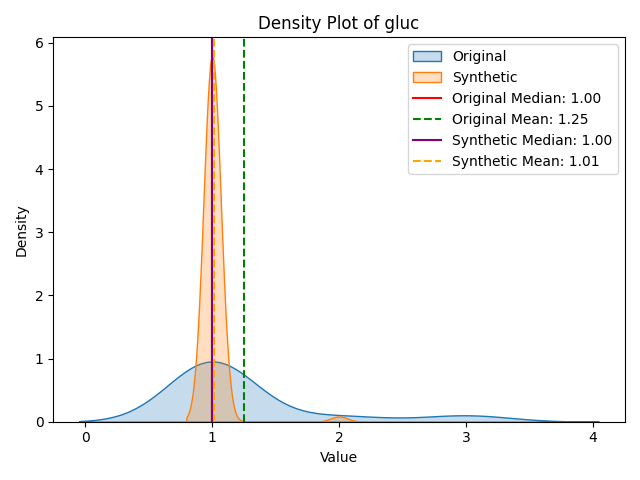 Density Plot of gluc
Original
Synthetic
Original Median: 1.00
Original Mean: 1.25
Synthetic Median: 1.00
Synthetic Mean: 1.01
Density
6
5
4
3
2
1
0
0 1 2 3 4
Value